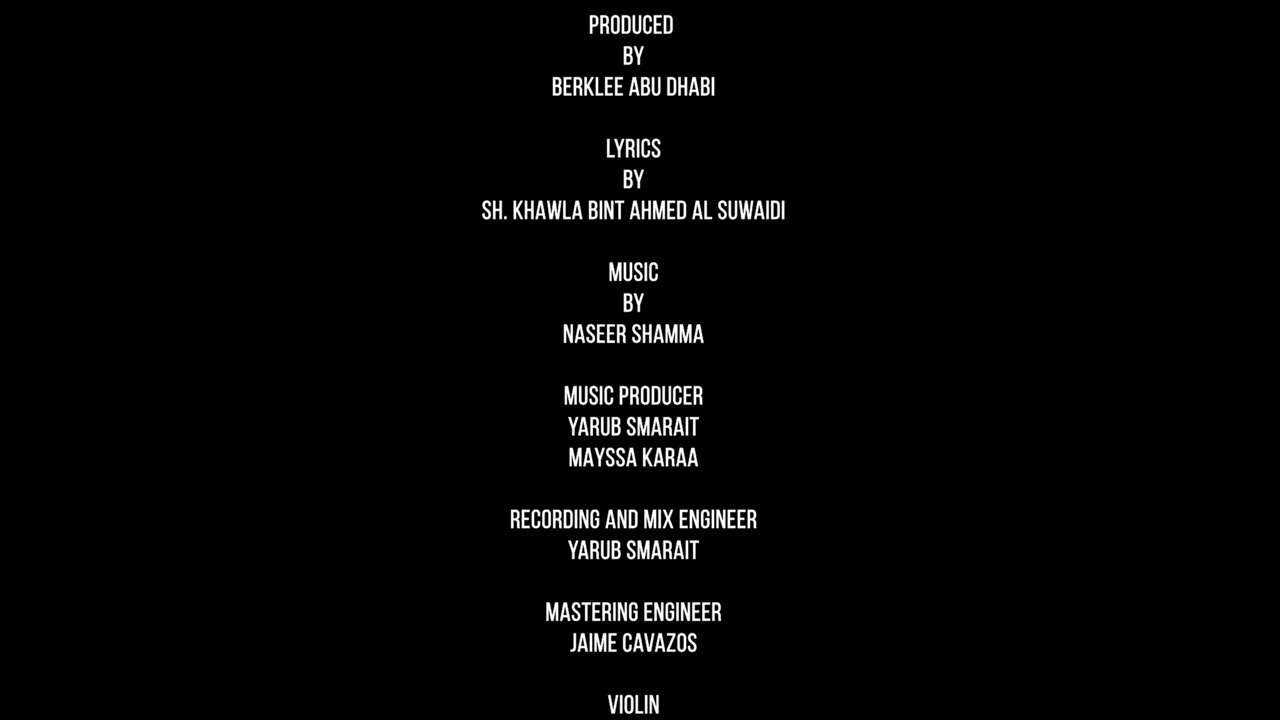 PRODUCED
BY
BERKLEE ABU DHABI
LYRICS
BY
SH. KHAWLA BINT AHMED AL SUWAIDI
MUSIC
BY
NASEER SHAMMA
MUSIC PRODUCER
YARUB SMARAIT
MAYSSA KARAA
RECORDING AND MIX ENGINEER
YARUB SMARAIT
MASTERING ENGINEER
JAIME CAVAZOS
VIOLIN